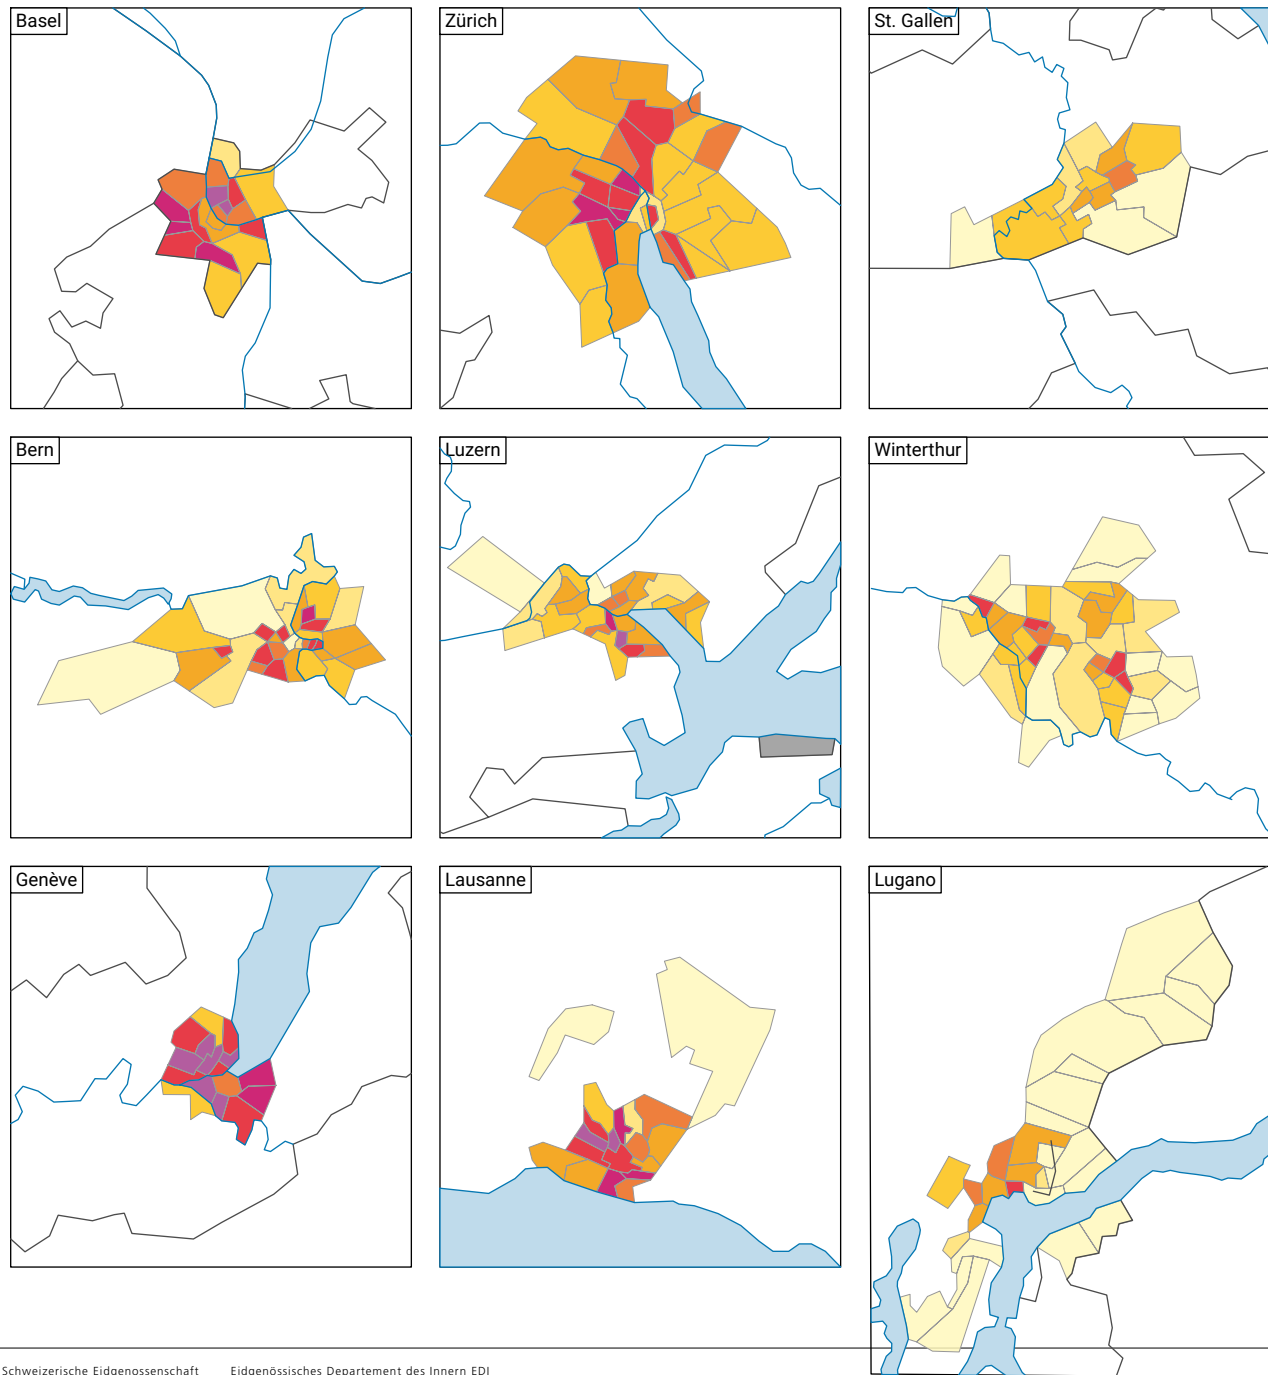 Basel
Zürich
St. Gallen
Bern
Luzern
Winterthur
Genève
Lausanne
Lugano
Schweizerische Eidgenossenschaft Eidgenössisches Departement des Innern EDI